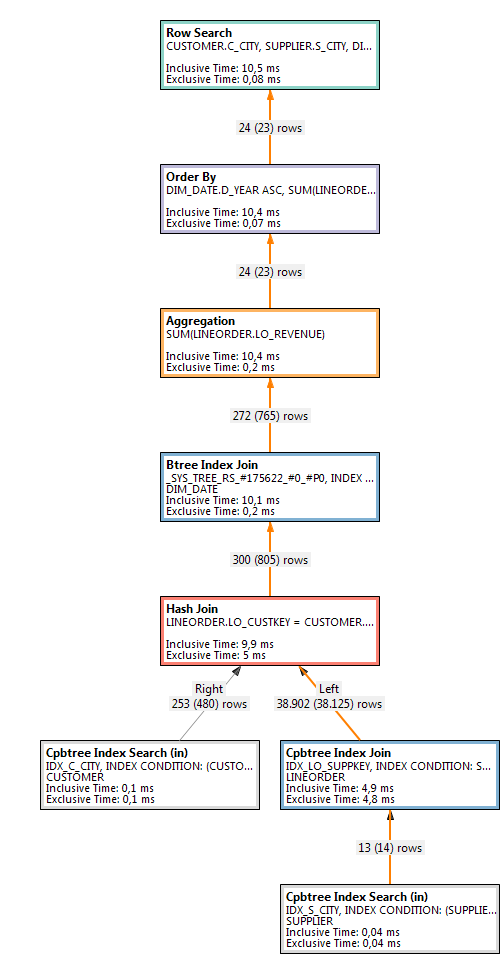 Row Search
CUSTOMER.C_CITY, SUPPLIER.S_CITY, DI...
Inclusive Time: 10,5 ms
Exclusive Time: 0,08 ms
24 (23) rows
Order By
DIM_DATE.D_YEAR ASC, SUM(LINEORDE...
Inclusive Time: 10,4 ms
Exclusive Time: 0,07 ms
24 (23) rows
Aggregation
SUM(LINEORDER.LO_REVENUE)
Inclusive Time: 10,4 ms
Exclusive Time: 0,2 ms
272 (765) rows
Btree Index Join
_SYS_TREE_RS_#175622_#0_#P0, INDEX ...
DIM_DATE
Inclusive Time: 10,1 ms
Exclusive Time: 0,2 ms
300 (805) rows
Hash Join
LINEORDER.LO_CUSTKEY = CUSTOMER....
Inclusive Time: 9,9 ms
Exclusive Time: 5 ms
Right
253 (480) rows
Left
38.902 (38.125) rows
Cpbtree Index Search (in)
IDX_C_CITY, INDEX CONDITION: (CUSTO...
CUSTOMER
Inclusive Time: 0,1 ms
Exclusive Time: 0,1 ms
Cpbtree Index Join
IDX_LO_SUPPKEY, INDEX CONDITION: S...
LINEORDER
Inclusive Time: 4,9 ms
Exclusive Time: 4,8 ms
13 (14) rows
Cpbtree Index Search (in)
IDX_S_CITY, INDEX CONDITION: (SUPPLIE...
SUPPLIER
Inclusive Time: 0,04 ms
Exclusive Time: 0,04 ms